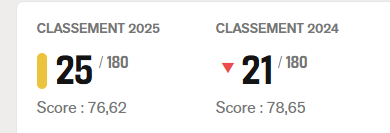 CLASSEMENT 2025
25 / 180
Score : 76,62
CLASSEMENT 2024
21 / 180
Score : 78,65